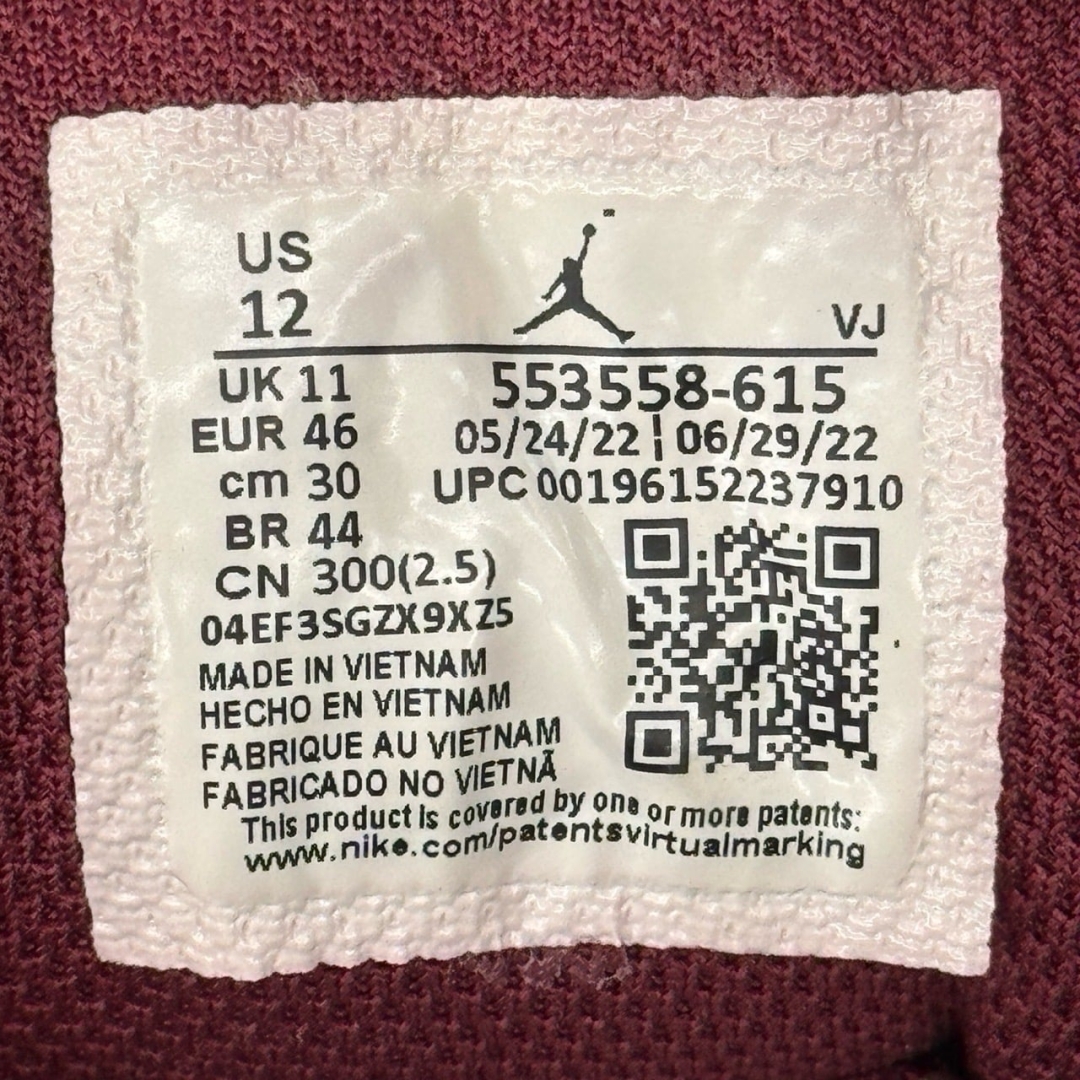 US
12
VJ
UK 11
553558-615
EUR 46
05/24/22 | 06/29/22
cm 30
UPC 00196152237910
BR 44
CN 300(2.5)
04EF3SGZX9XZ5
MADE IN VIETNAM
HECHO EN VIETNAM
FABRIQUE AU VIETNAM
FABRICADO NO VIETNÃ
This product is covered by one or more patents:
www.nike.com/patentsvirtualmarking